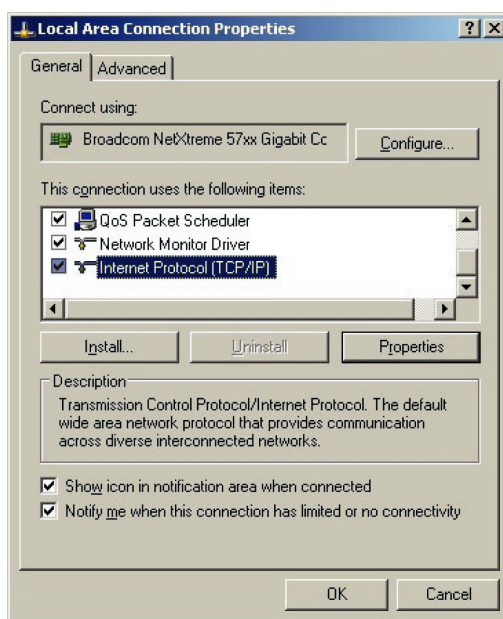 Local Area Connection Properties
General Advanced
Connect using:
Broadcom NetXtreme 57xx Gigabit Cc
Configure...
This connection uses the following items:
QoS Packet Scheduler
Network Monitor Driver
Internet Protocol (TCP/IP)
Install... Uninstall Properties
Description
Transmission Control Protocol/Internet Protocol. The default
wide area network protocol that provides communication
across diverse interconnected networks.
Show icon in notification area when connected
Notify me when this connection has limited or no connectivity
OK Cancel